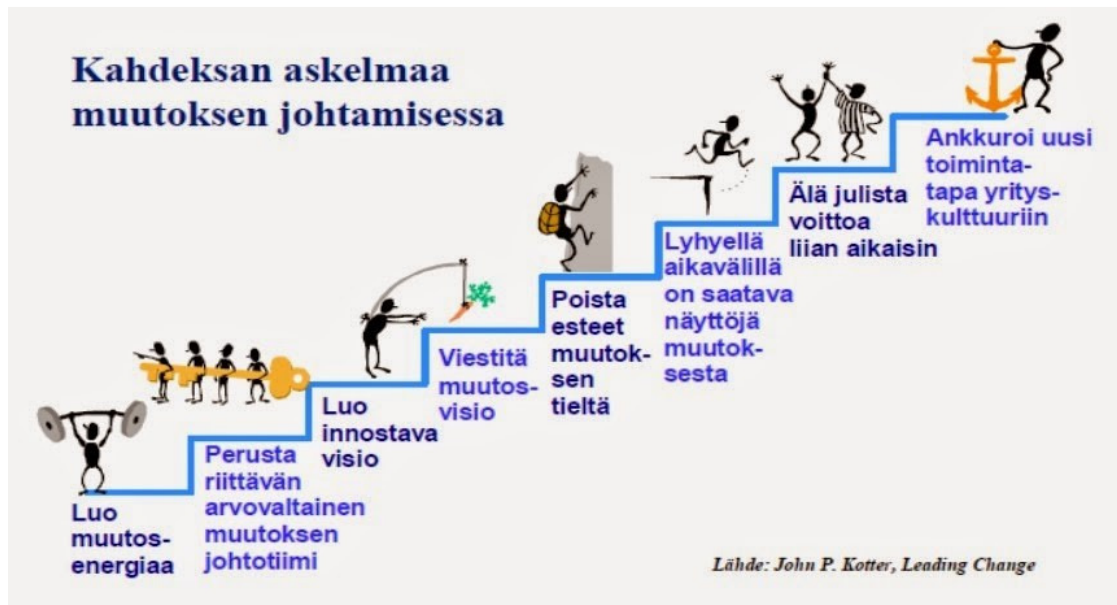 Kahdeksan askelmaa
muutoksen johtamisessa
Luo
muutos-
energiaa
Perusta
riittävän
arvovaltainen
muutoksen
johtotiimi
Luo
innostava
visio
Viestitä
muutos-
visio
Poista
esteet
muutok-
sen
tieltä
Lyhyellä
aikavälillä
on saatava
näyttöjä
muutok-
sesta
Älä julista
voittoa
liian aikaisin
Ankkuroi uusi
toiminta-
tapa yritys-
kulttuuriin
Lähde: John P. Kotter, Leading Change